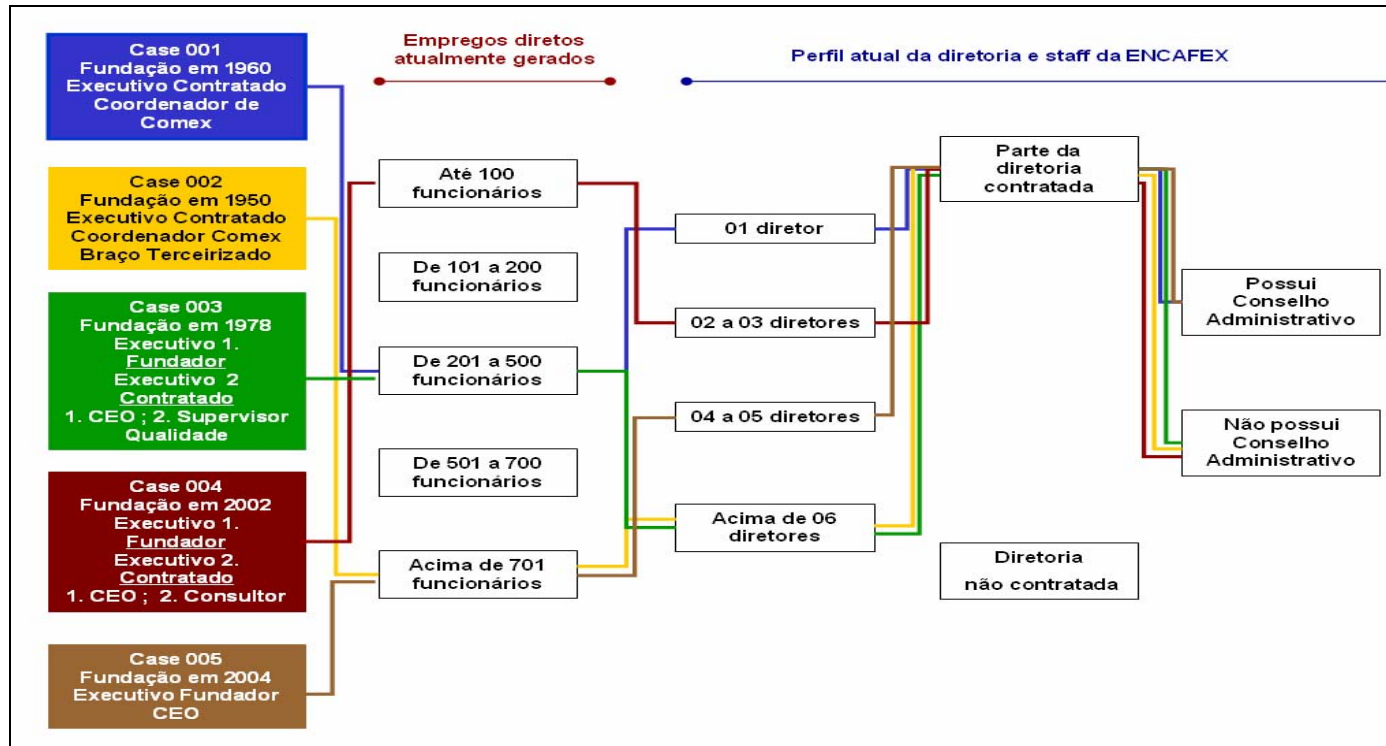 Case 001
Fundação em 1960
Executivo Contratado
Coordenador de
Comex
Case 002
Fundação em 1950
Executivo Contratado
Coordenador Comex
Braço Terceirizado
Case 003
Fundação em 1978
Executivo 1.
Fundador
Executivo 2
Contratado
1. CEO ; 2. Supervisor
Qualidade
Case 004
Fundação em 2002
Executivo 1.
Fundador
Executivo 2.
Contratado
1. CEO ; 2. Consultor
Case 005
Fundação em 2004
Executivo Fundador
CEO
Empregos diretos
atualmente gerados
Até 100
funcionários
De 101 a 200
funcionários
De 201 a 500
funcionários
De 501 a 700
funcionários
Acima de 701
funcionários
Perfil atual da diretoria e staff da ENCAFEX
01 diretor
02 a 03 diretores
04 a 05 diretores
Acima de 06
diretores
Parte da
diretoria
contratada
Diretoria
não contratada
Possui
Conselho
Administrativo
Não possui
Conselho
Administrativo